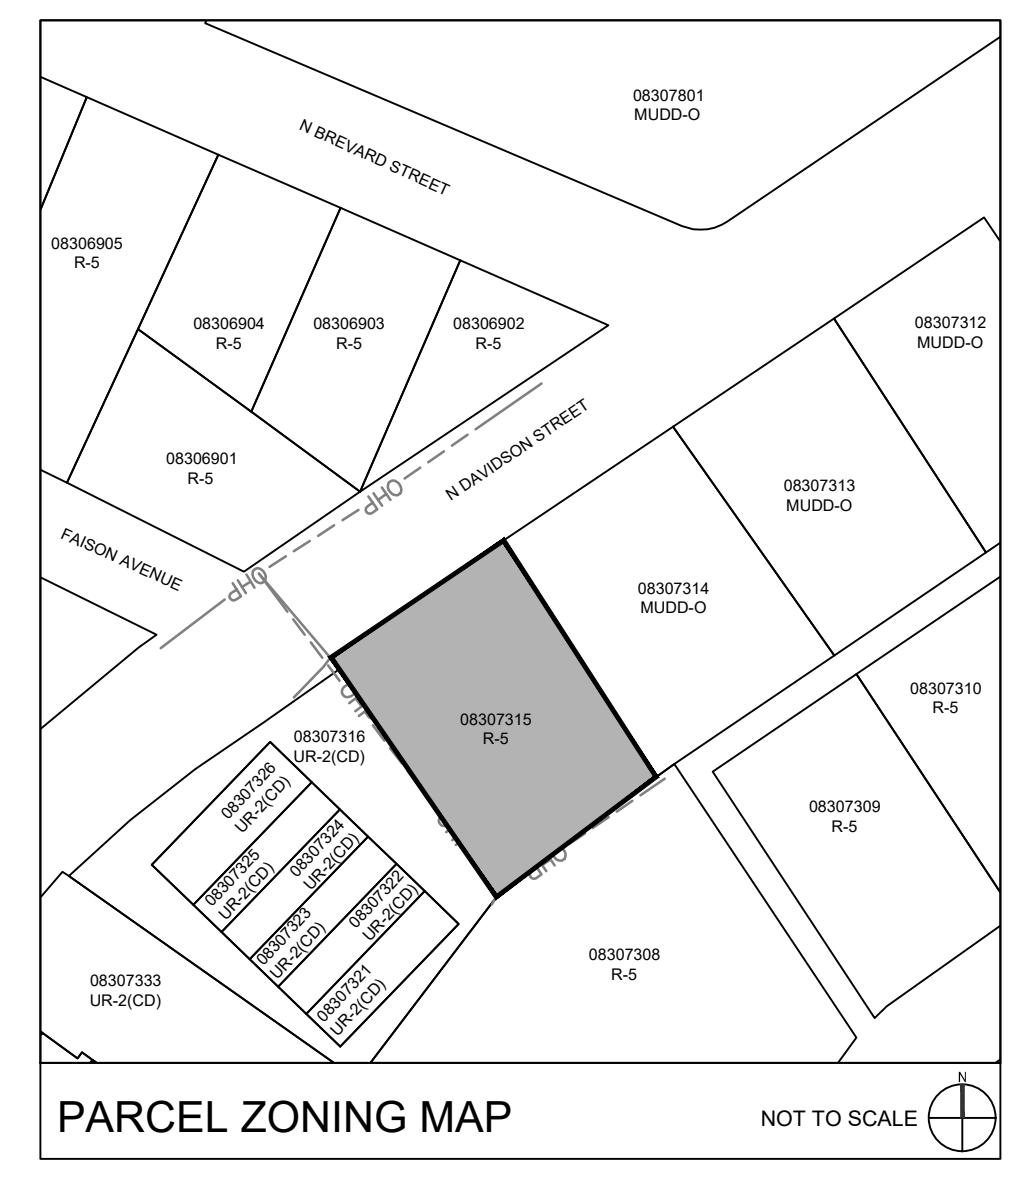 08307801
MUDD-O
N BREVARD STREET
08306905
R-5
08306904
R-5
08306903
R-5
08306902
R-5
08307312
MUDD-O
08306901
R-5
N DAVIDSON STREET
OHP
08307313
MUDD-O
FAISON AVENUE
OHP
08307314
MUDD-O
08307310
R-5
08307315
R-5
08307316
UR-2(CD)
08307326
UR-2(CD)
08307325
UR-2(CD)
08307324
UR-2(CD)
08307309
R-5
08307323
UR-2(CD)
08307322
UR-2(CD)
08307321
UR-2(CD)
08307308
R-5
08307333
UR-2(CD)
PARCEL ZONING MAP
NOT TO SCALE
N